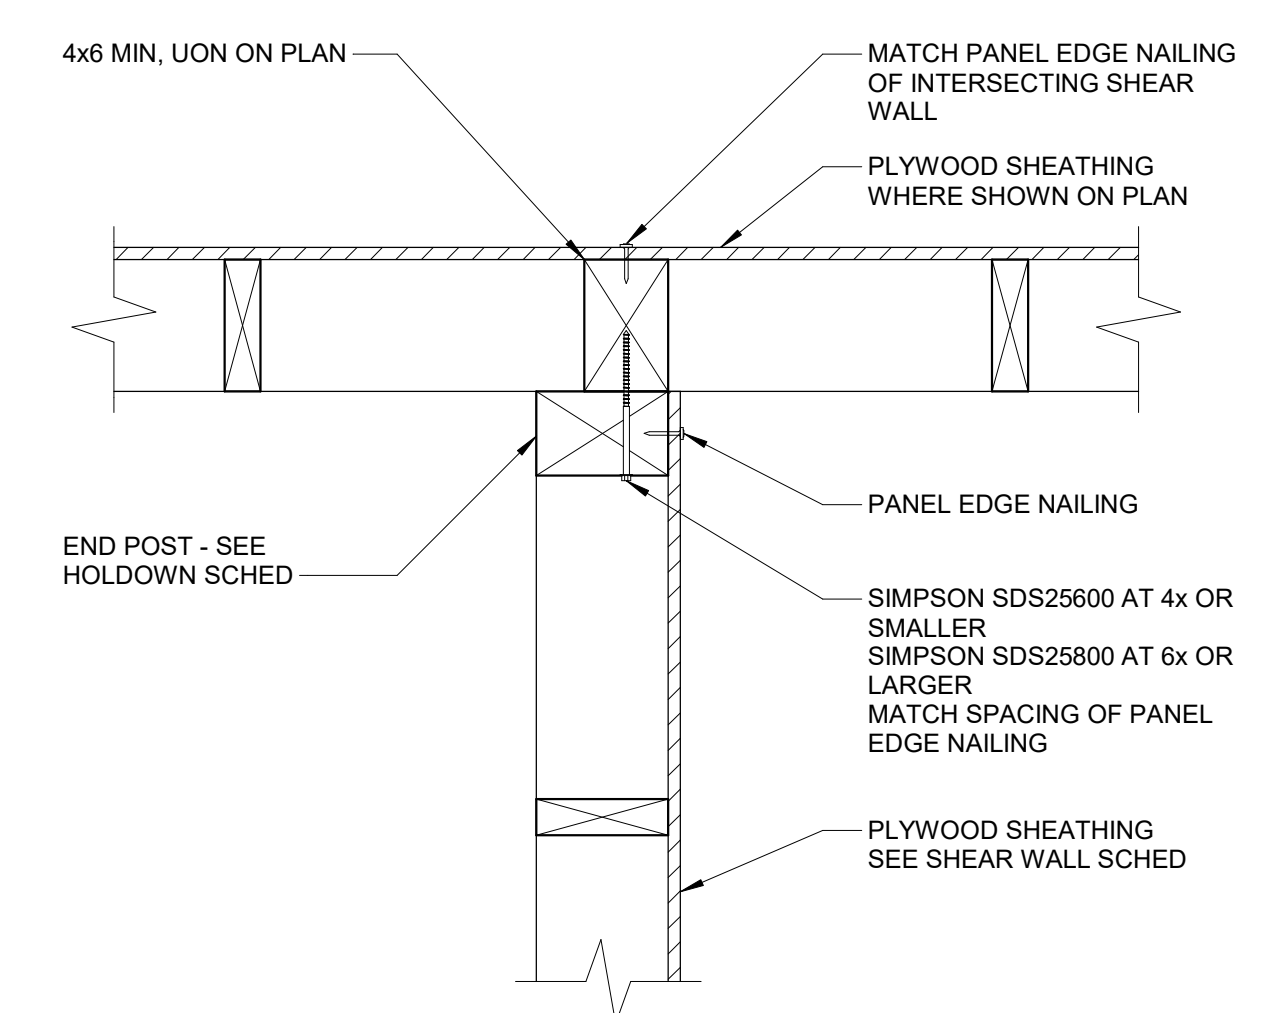 4x6 MIN, UON ON PLAN
MATCH PANEL EDGE NAILING
OF INTERSECTING SHEAR
WALL
PLYWOOD SHEATHING
WHERE SHOWN ON PLAN
PANEL EDGE NAILING
END POST - SEE
HOLDOWN SCHED
SIMPSON SDS25600 AT 4x OR
SMALLER
SIMPSON SDS25800 AT 6x OR
LARGER
MATCH SPACING OF PANEL
EDGE NAILING
PLYWOOD SHEATHING
SEE SHEAR WALL SCHED